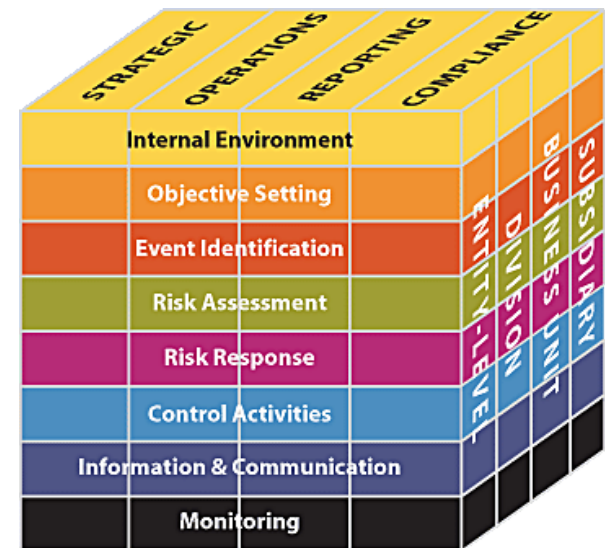 STRATEGIC
OPERATIONS
REPORTING
COMPLIANCE
Internal Environment
Objective Setting
Event Identification
Risk Assessment
Risk Response
Control Activities
Information & Communication
Monitoring
ENTITY-LEVEL
DIVISION
BUSINESS UNIT
SUBSIDIARY